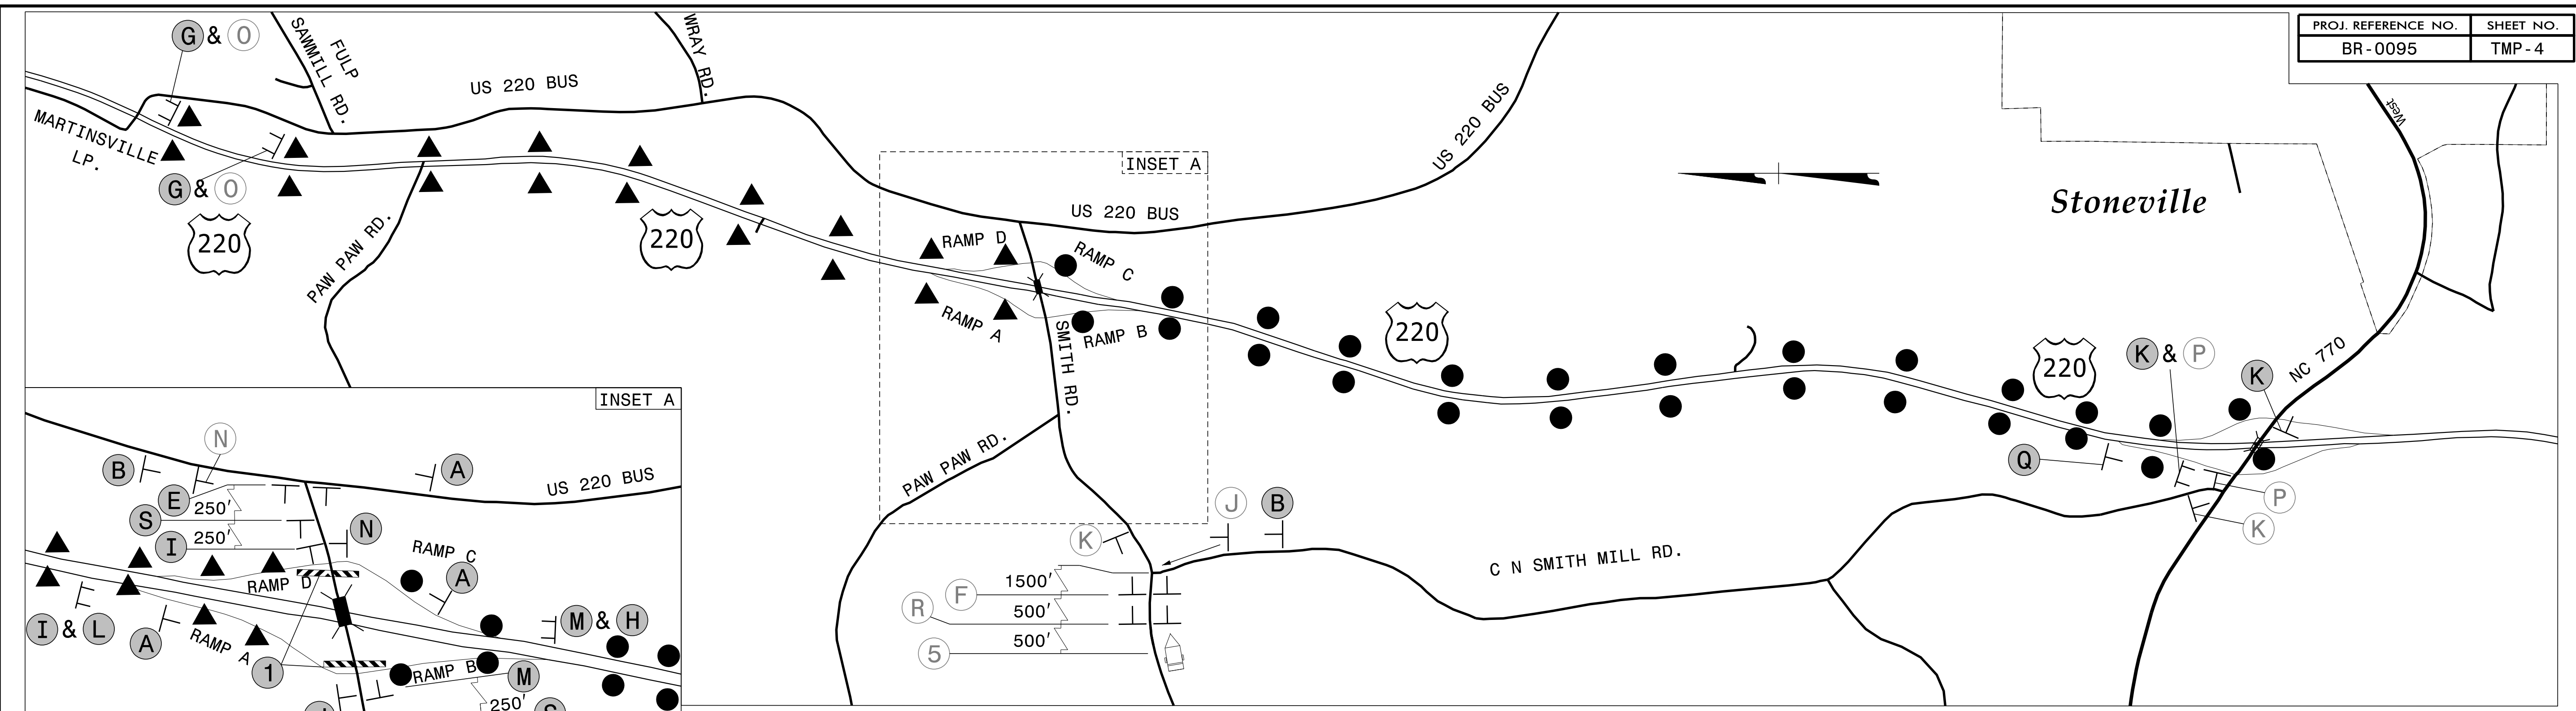 PROJ. REFERENCE NO. SHEET NO.
BR-0095 TMP-4
G & O
FULP
SAWMILL RD.
WRAY RD.
US 220 BUS
MARTINSVILLE
LP.
G & O
220
PAW PAW RD.
220
INSET A
US 220 BUS
US 220 BUS
RAMP D
RAMP C
RAMP A
RAMP B
SMITH RD.
PAW PAW RD.
220
Stoneville
West
220
K & P
K
NC 770
Q
P
K
C N SMITH MILL RD.
J
B
K
1500'
F
500'
R
500'
5
INSET A
N
B
A
US 220 BUS
E
250'
S
250'
I
N
RAMP C
A
RAMP D
I & L
A
RAMP A
1
M & H
RAMP B
M
250'